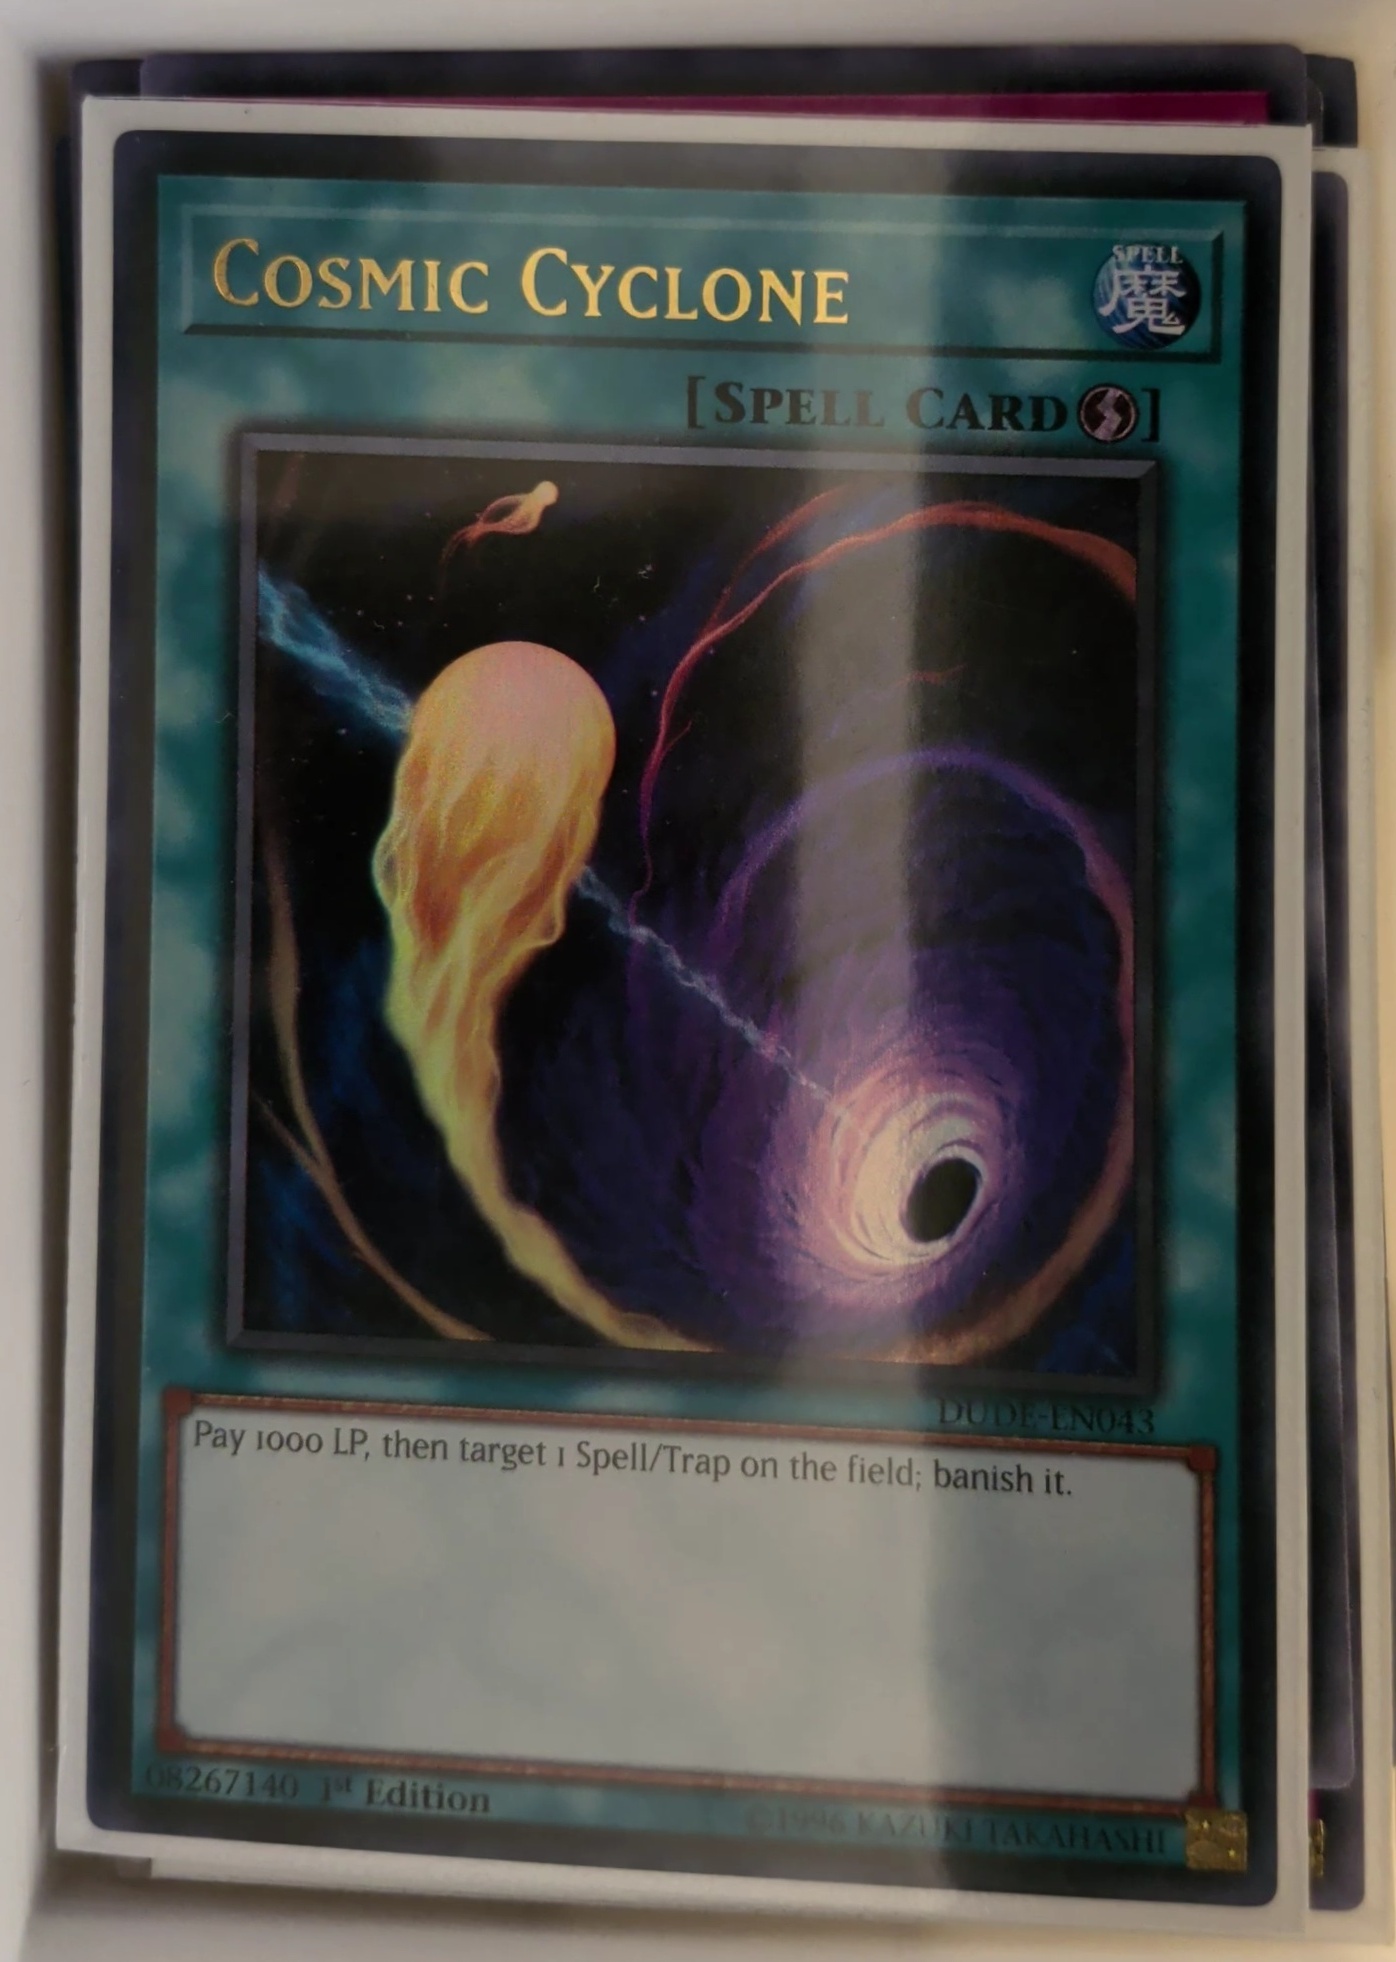 COSMIC CYCLONE
SPELL
魔
[SPELL CARD]
DUDE-EN043
Pay 1000 LP, then target 1 Spell/Trap on the field; banish it.
08267140 1st Edition
©1996 KAZUKI TAKAHASHI